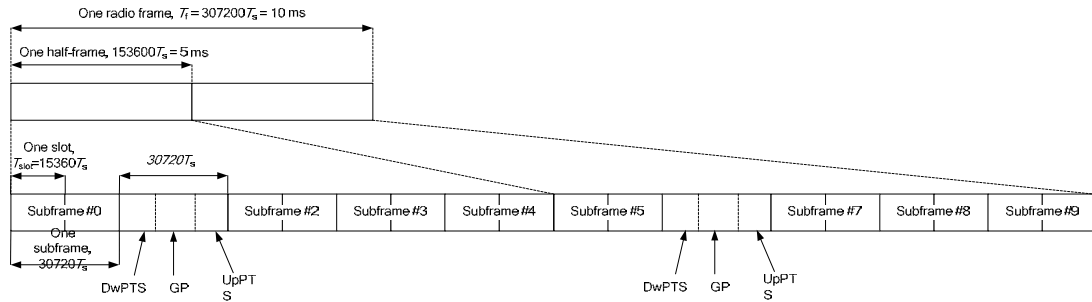 One radio frame, Tf = 307200Ts = 10 ms
One half-frame, 153600Ts = 5 ms
One slot,
Tslot=15360Ts
30720Ts
Subframe #0
Subframe #2
Subframe #3
Subframe #4
Subframe #5
Subframe #7
Subframe #8
Subframe #9
One
subframe,
30720Ts
DwPTS
GP
UpPT
S
DwPTS
GP
UpPT
S